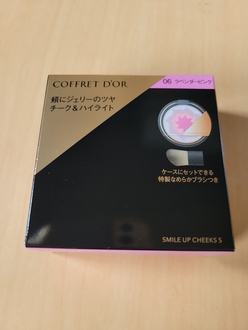 COFFRET D'OR
06 ラベンダーピンク
頬にジェリーのツヤ
チーク＆ハイライト
ケースにセットできる
特製なめらかブラシつき
SMILE UP CHEEKS S